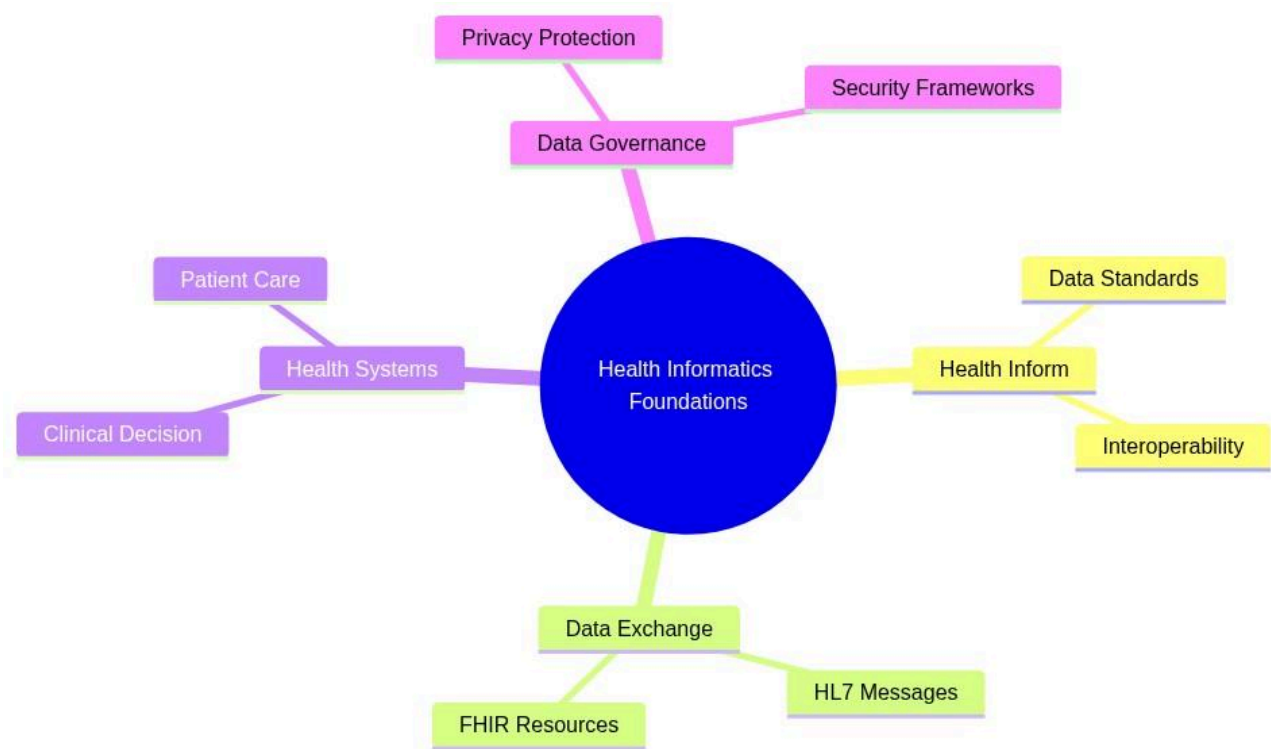 Privacy Protection
Security Frameworks
Data Governance
Patient Care
Data Standards
Health Systems
Health Informatics
Foundations
Health Inform
Clinical Decision
Interoperability
Data Exchange
HL7 Messages
FHIR Resources